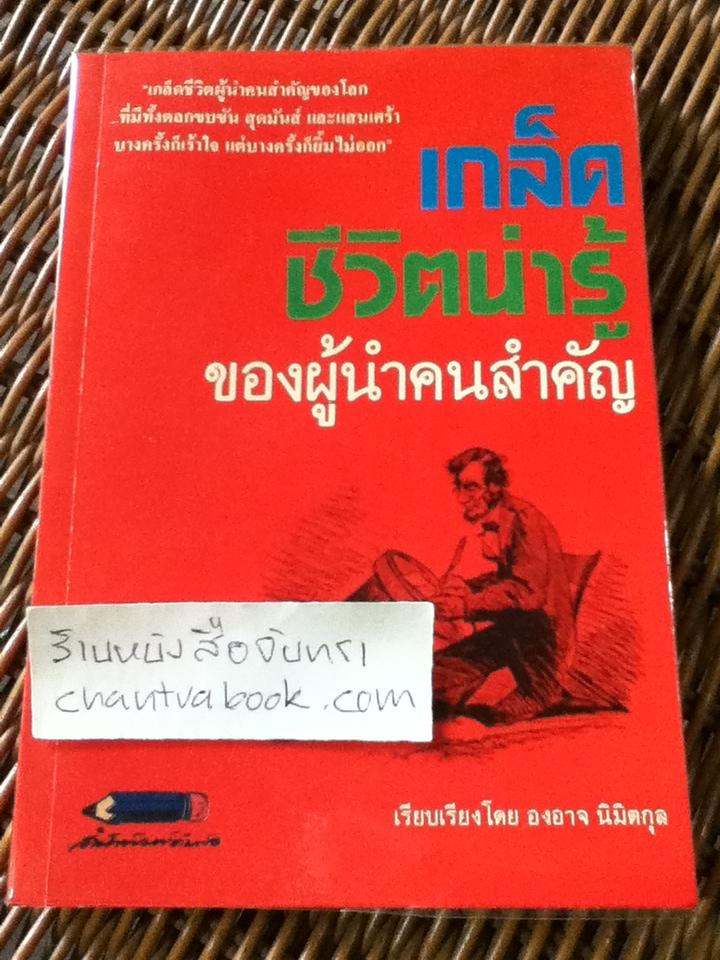 "เกล็ดชีวิตผู้นำคนสำคัญของโลก
ที่มีทั้งตลกขบขัน สุดมันส์ และแสนเศร้า
บางครั้งก็เร้าใจ แต่บางครั้งก็ยิ้มไม่ออก"
เกล็ด
ชีวิตน่ารู้
ของผู้นำคนสำคัญ
ร้านหนังสือจันทรา
chantrabook.com
เรียบเรียงโดย องอาจ นิมิตกุล